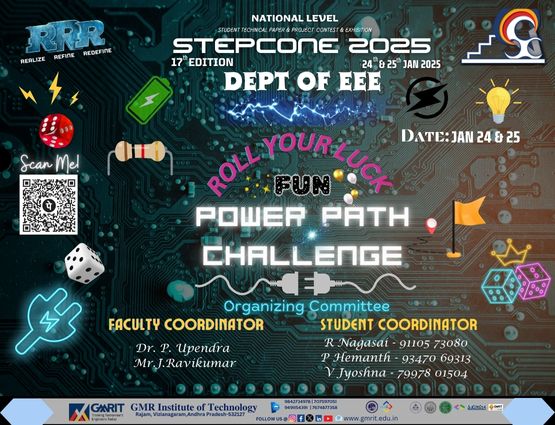 NATIONAL LEVEL
STUDENT TECHNICAL PAPER & PROJECT CONTEST & EXHIBITION
RRR
REALIZE REFINE REDEFINE
STEPCONE 2025
17th EDITION
24th & 25th JAN 2025
DEPT OF EEE
DATE: JAN 24 & 25
Scan Me!
ROLL YOUR LUCK
FUN
POWER PATH
CHALLENGE
Organizing Committee
FACULTY COORDINATOR
STUDENT COORDINATOR
Dr. P. Upendra
Mr J.Ravikumar
R Nagasai - 91105 73080
P Hemanth - 93470 69313
V Jyoshna - 79978 01504
GMRIT
GMR Institute of Technology
Rajam, Vizianagaram,Andhra Pradesh-532127
FOLLOW US @
www.gmrit.edu.in